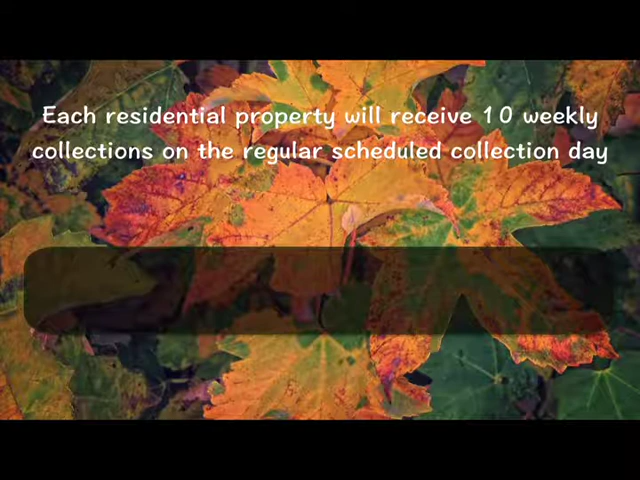 Each residential property will receive 10 weekly
collections on the regular scheduled collection day